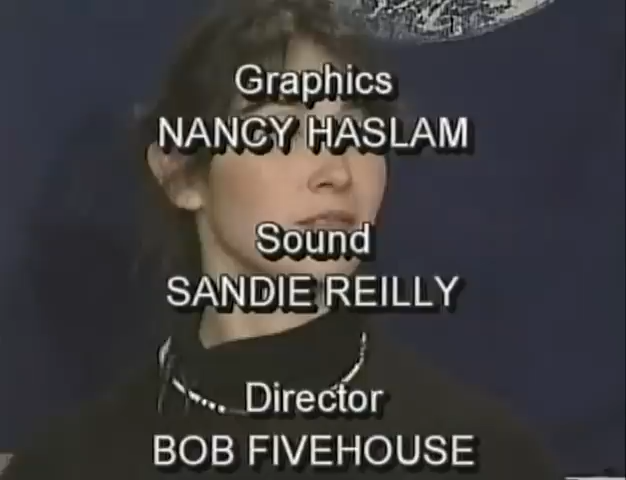 Graphics
NANCY HASLAM
Sound
SANDIE REILLY
Director
BOB FIVEHOUSE